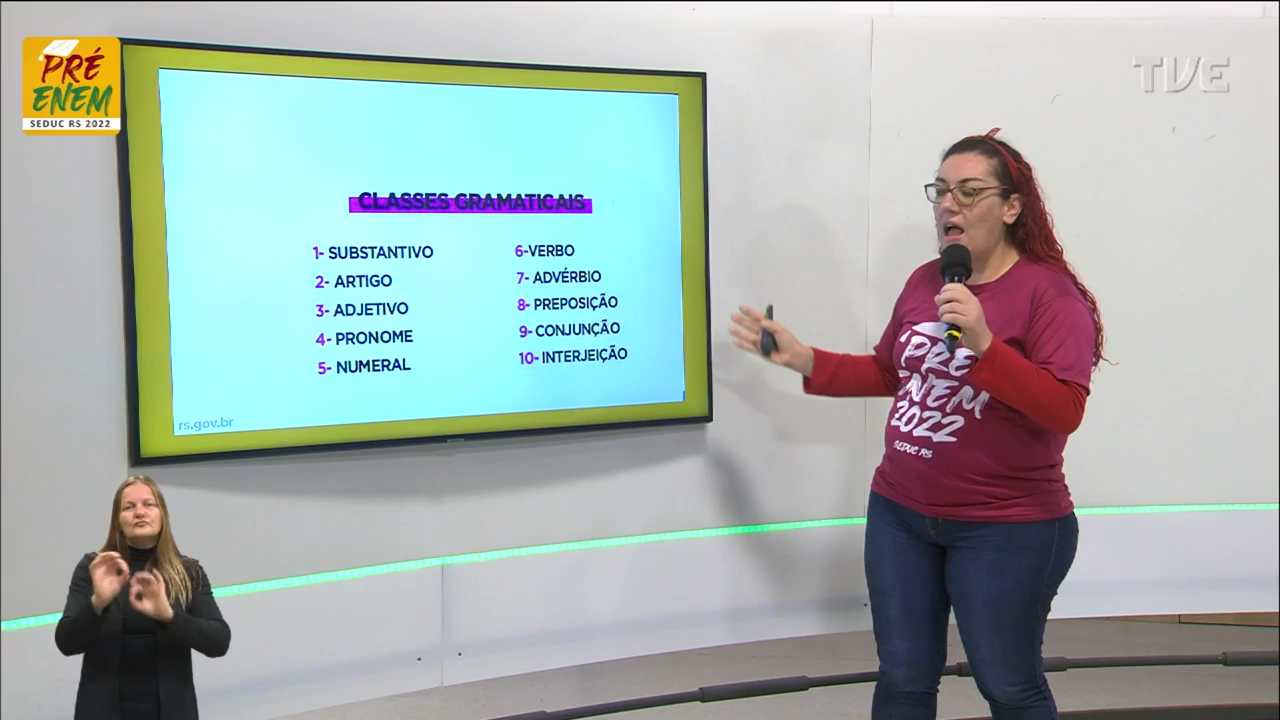 PRÉ
ENEM
SEDUC RS 2022
TVE
CLASSES GRAMATICAIS
1- SUBSTANTIVO
2- ARTIGO
3- ADJETIVO
4- PRONOME
5- NUMERAL
6-VERBO
7- ADVÉRBIO
8- PREPOSIÇÃO
9- CONJUNÇÃO
10- INTERJEIÇÃO
rs.gov.br
PRÉ
ENEM
2022
SEDUC RS